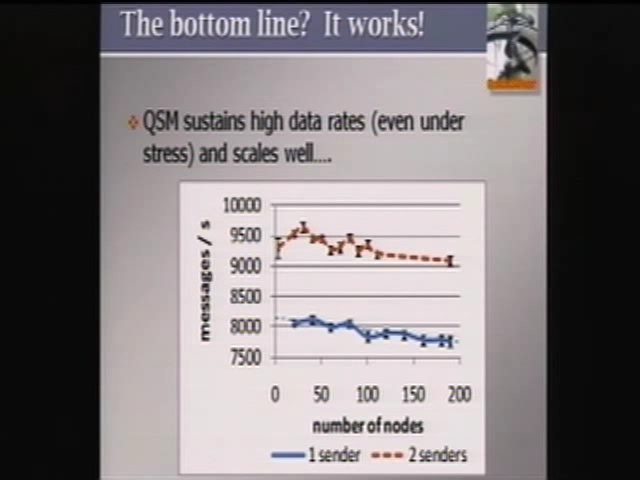 The bottom line? It works!
QSM sustains high data rates (even under
stress) and scales well....
10000
9500
9000
8500
8000
7500
messages / s
0 50 100 150 200
number of nodes
1 sender 2 senders